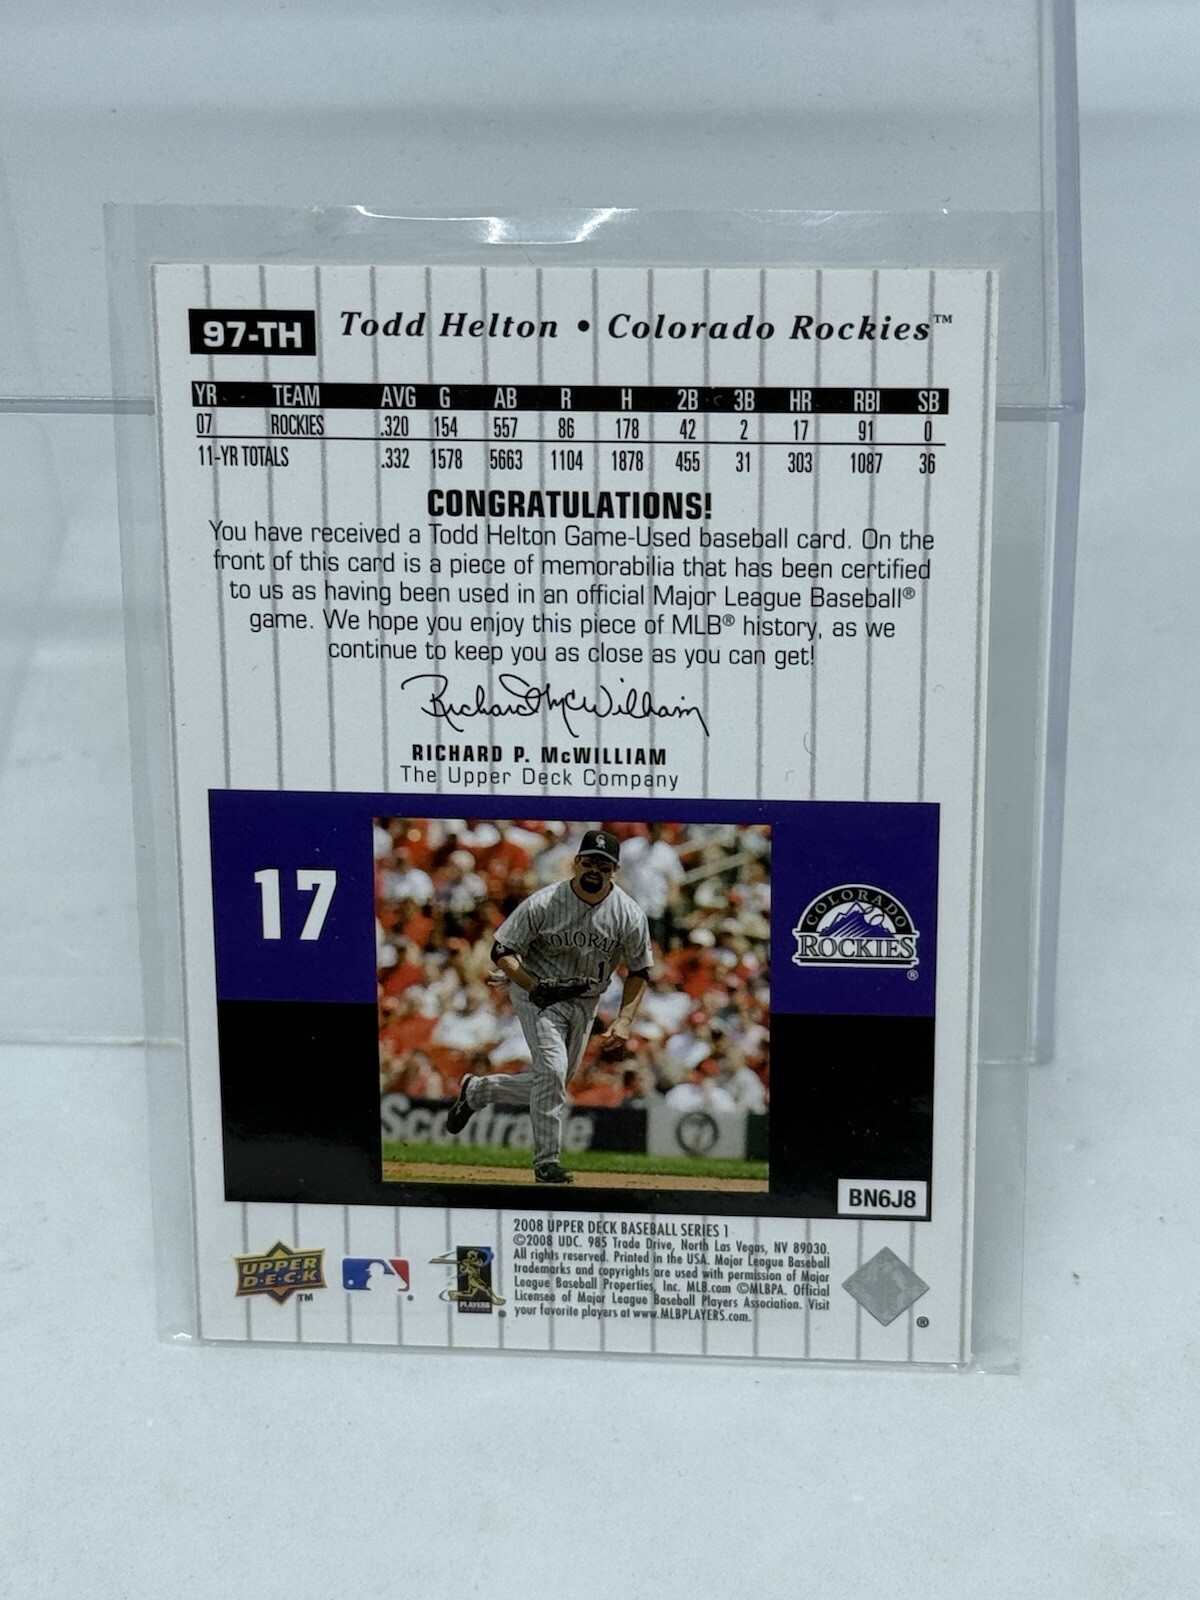 97-TH Todd Helton • Colorado Rockies™
YR TEAM AVG G AB R H 2B 3B HR RBI SB
07 ROCKIES .320 154 557 86 178 42 2 17 91 0
11-YR TOTALS .332 1578 5663 1104 1878 455 31 303 1087 36
CONGRATULATIONS!
You have received a Todd Helton Game-Used baseball card. On the
front of this card is a piece of memorabilia that has been certified
to us as having been used in an official Major League Baseball®
game. We hope you enjoy this piece of MLB® history, as we
continue to keep you as close as you can get!
Richard McWilliam
RICHARD P. McWILLIAM
The Upper Deck Company
17
CR
COLORAD
1
COLORADO
ROCKIES
®
Scottrade
BN6J8
2008 UPPER DECK BASEBALL SERIES 1
©2008 UDC. 985 Trade Drive, North Las Vegas, NV 89030.
All rights reserved. Printed in the USA. Major League Baseball
trademarks and copyrights are used with permission of Major
League Baseball Properties, Inc. MLB.com ©MLBPA. Official
Licensee of Major League Baseball Players Association. Visit
your favorite players at www.MLBPLAYERS.com.
UPPER
DECK
TM
PLAYERS
®